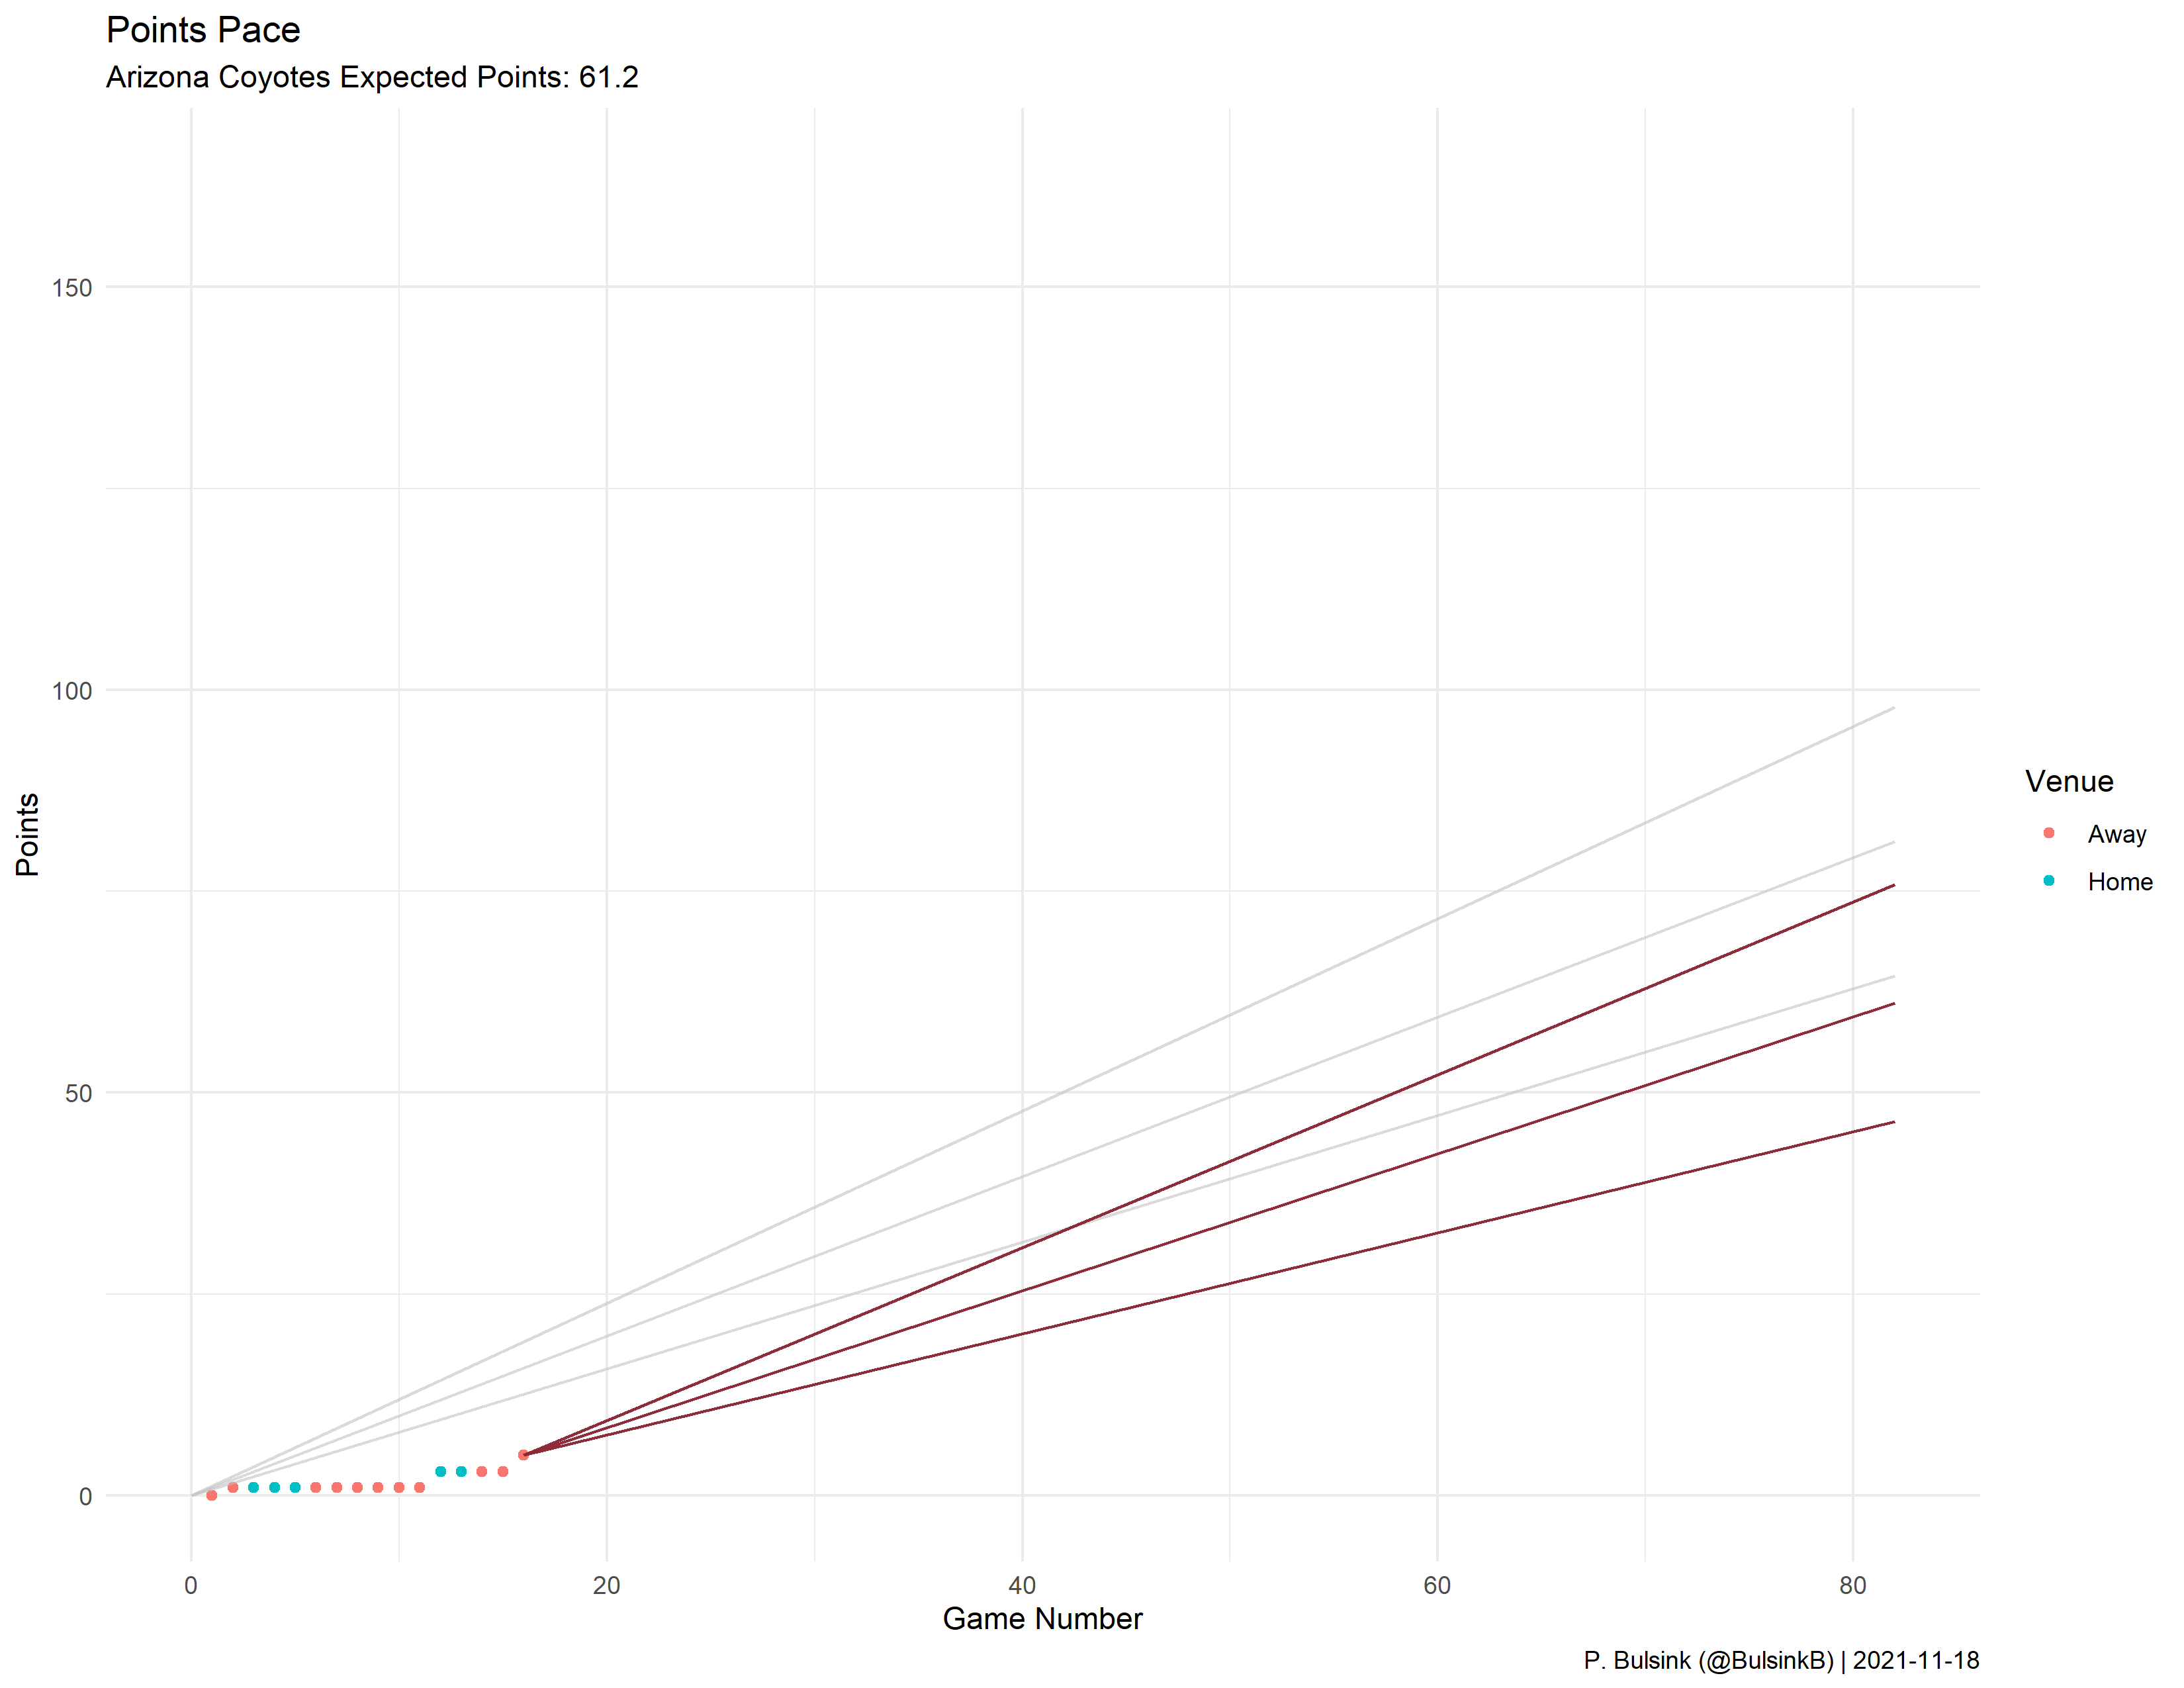 Points Pace
Arizona Coyotes Expected Points: 61.2
150
100
50
0
Points
0 20 40 60 80
Game Number
Venue
Away
Home
P. Bulsink (@BulsinkB) | 2021-11-18